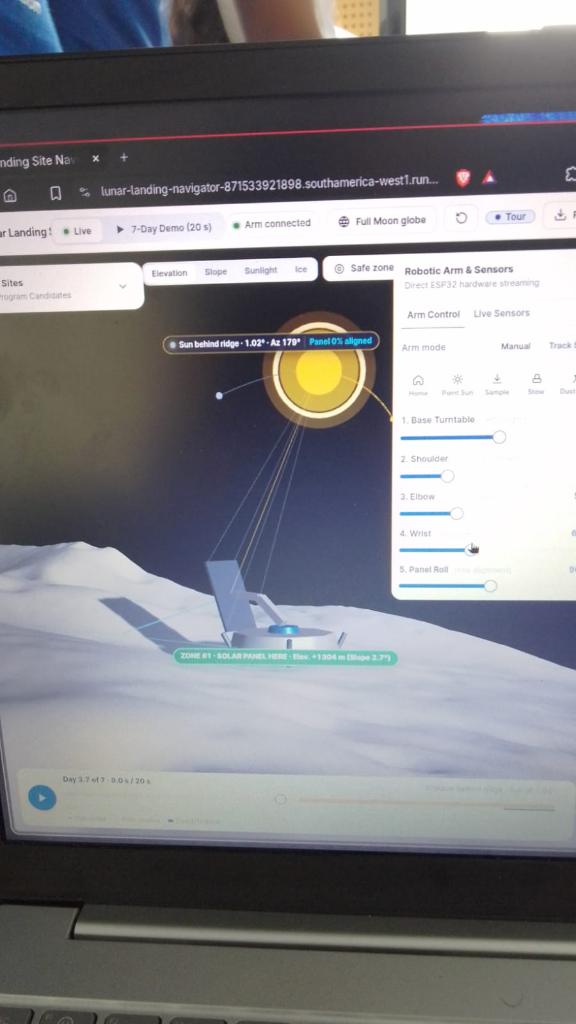 nding Site Nav
lunar-landing-navigator-871533921898.southamerica-west1.run...
ar Landing
Live
7-Day Demo (20 s)
Arm connected
Full Moon globe
Tour
Sites
Program Candidates
Elevation
Slope
Sunlight
Ice
Safe zone
Robotic Arm & Sensors
Direct ESP32 hardware streaming
Arm Control
Live Sensors
Arm mode
Manual
Track S
Home
Point Sun
Sample
Stow
Dust
1. Base Turntable
2. Shoulder
3. Elbow
4. Wrist
5. Panel Roll
Sun behind ridge · 1.02° · Az 179°
Panel 0% aligned
ZONE #1 · SOLAR PANEL HERE · Elev. +1304 m (Slope 2.7°)
Day 3.7 of 7 · 0.0 s / 20 s